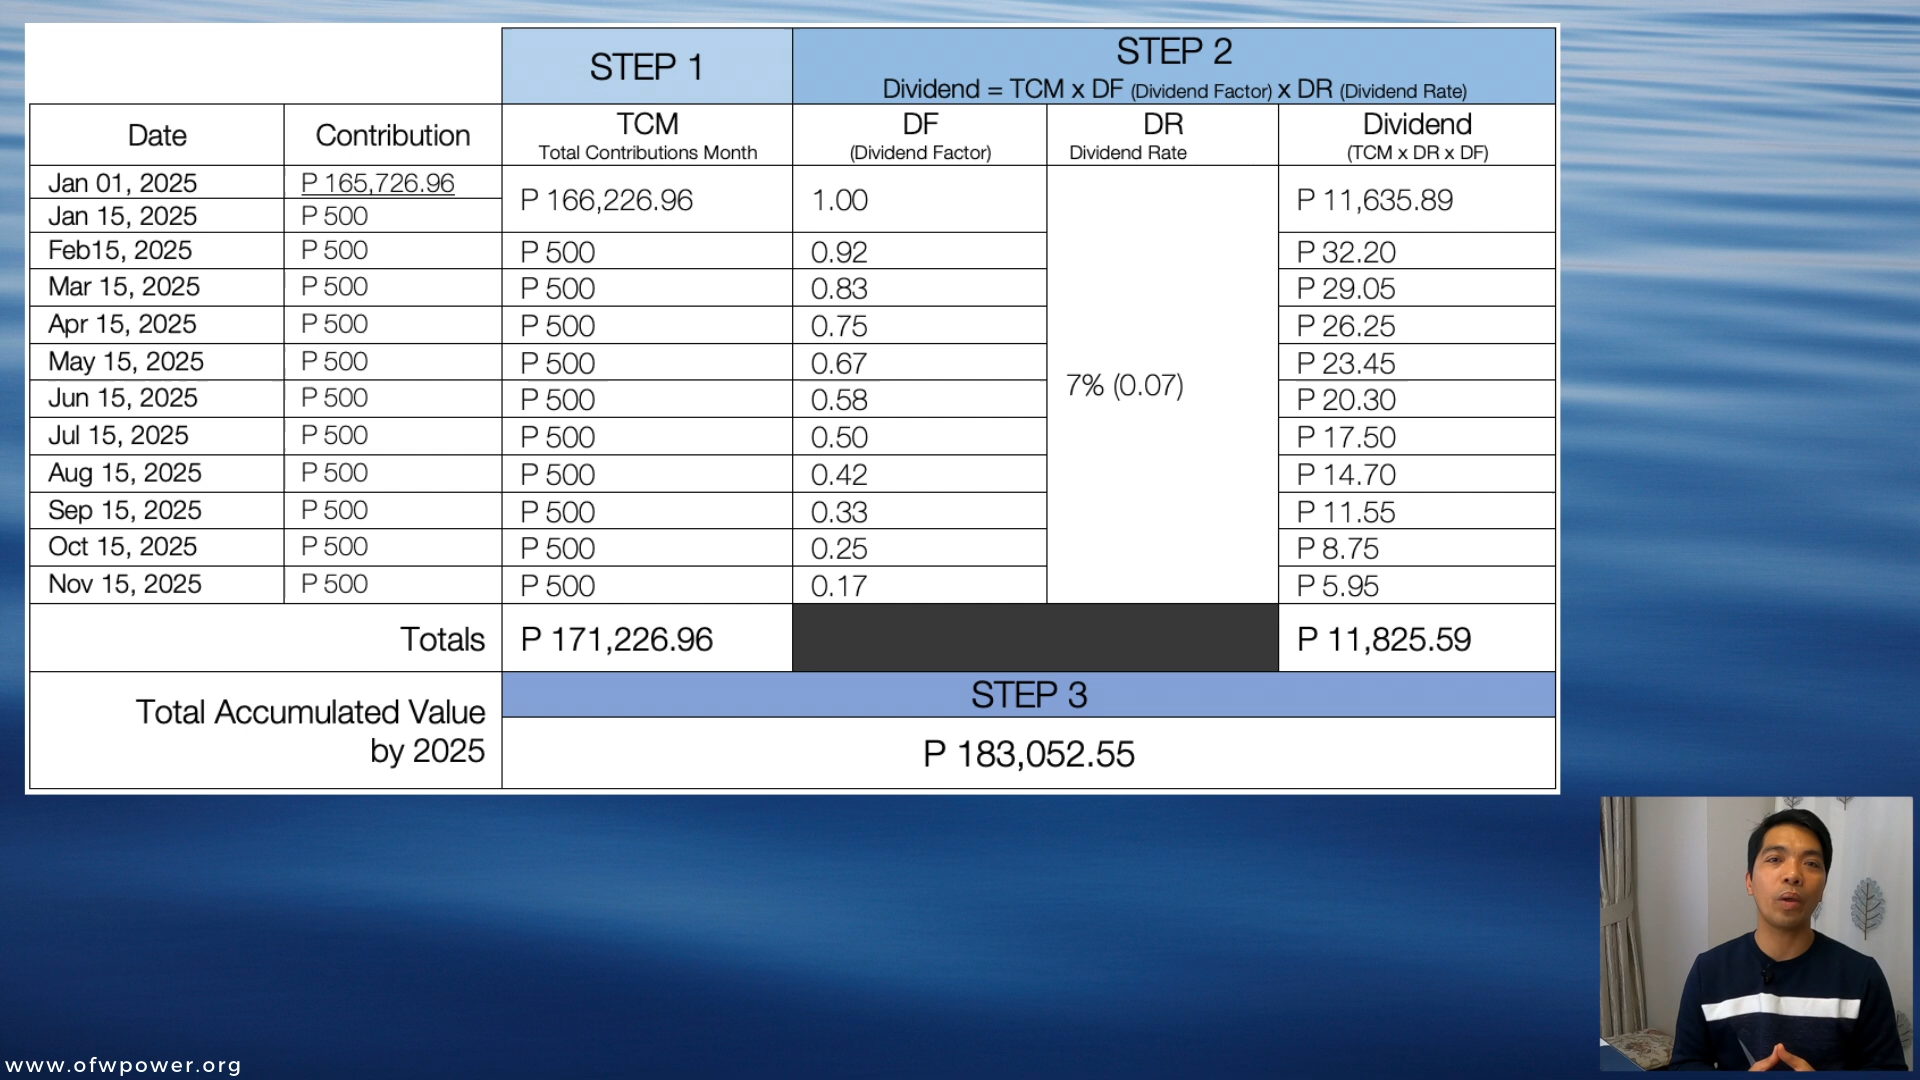 STEP 1
STEP 2
Dividend = TCM x DF (Dividend Factor) x DR (Dividend Rate)
Date Contribution TCM DF DR Dividend
Total Contributions Month (Dividend Factor) Dividend Rate (TCM x DR x DF)
Jan 01, 2025 P 165,726.96 P 166,226.96 1.00 7% (0.07) P 11,635.89
Jan 15, 2025 P 500
Feb15, 2025 P 500 P 500 0.92 P 32.20
Mar 15, 2025 P 500 P 500 0.83 P 29.05
Apr 15, 2025 P 500 P 500 0.75 P 26.25
May 15, 2025 P 500 P 500 0.67 P 23.45
Jun 15, 2025 P 500 P 500 0.58 P 20.30
Jul 15, 2025 P 500 P 500 0.50 P 17.50
Aug 15, 2025 P 500 P 500 0.42 P 14.70
Sep 15, 2025 P 500 P 500 0.33 P 11.55
Oct 15, 2025 P 500 P 500 0.25 P 8.75
Nov 15, 2025 P 500 P 500 0.17 P 5.95
Totals P 171,226.96 P 11,825.59
STEP 3
Total Accumulated Value
by 2025
P 183,052.55
www.ofwpower.org